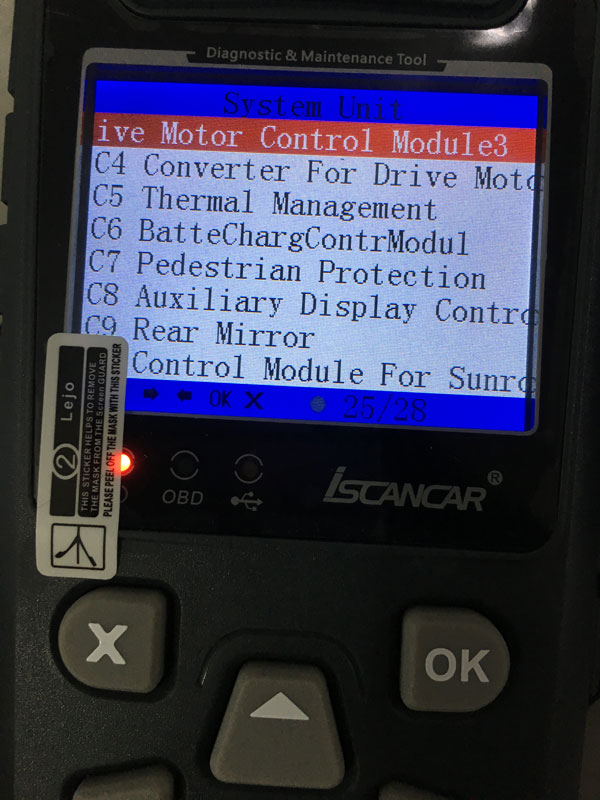 Diagnostic & Maintenance Tool
System Unit
ive Motor Control Module3
C4 Converter For Drive Moto
C5 Thermal Management
C6 BatteChargContrModul
C7 Pedestrian Protection
C8 Auxiliary Display Contro
C9 Rear Mirror
Control Module For Sunro
OK X 25/28
OBD
iSCANCAR®
2 Lejo
THIS STICKER HELPS TO REMOVE
THE MASK FROM THE Screen GUARD
PLEASE PEEL OFF THE MASK WITH THIS STICKER
X
OK